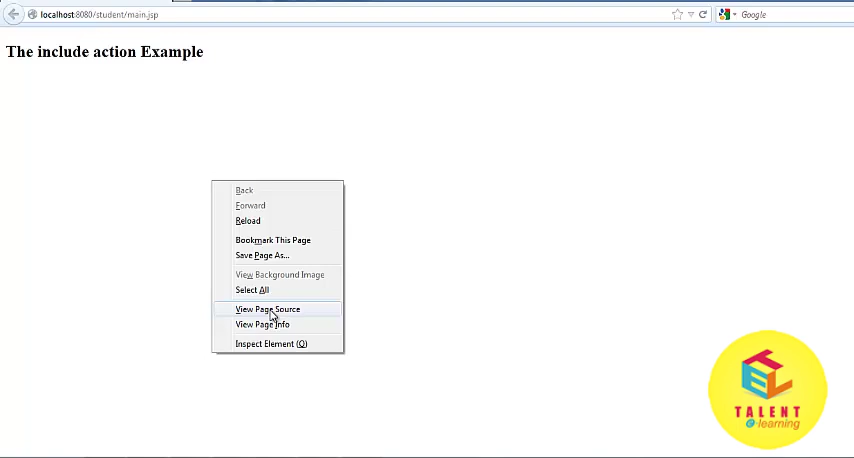 localhost:8080/student/main.jsp
Google
The include action Example
Back
Forward
Reload
Bookmark This Page
Save Page As...
View Background Image
Select All
View Page Source
View Page Info
Inspect Element (Q)
TEL
TALENT
e-learning